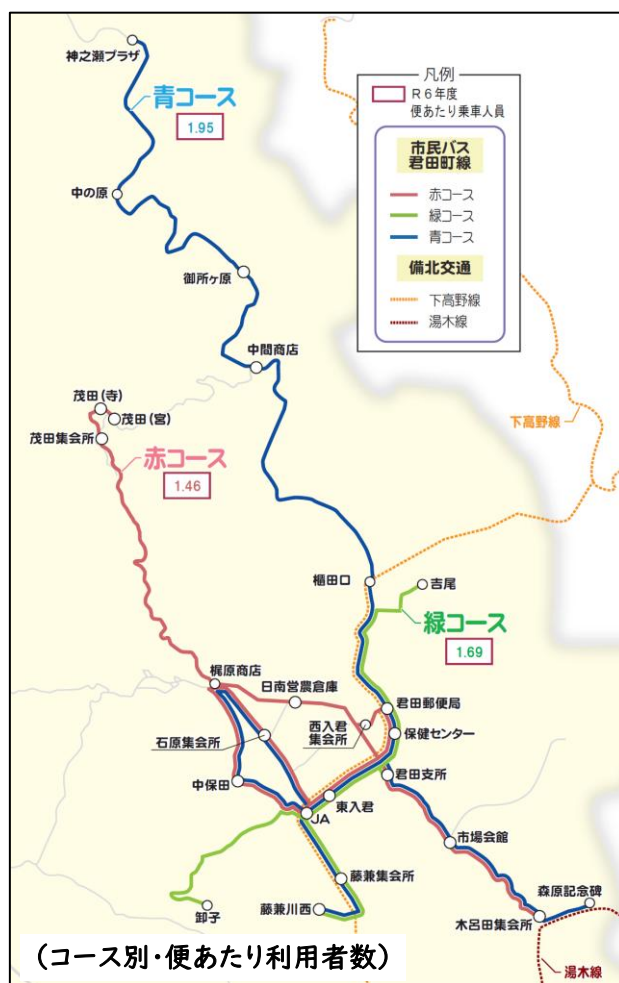 神之瀬プラザ
青コース
1.95
凡例
R6年度
便あたり乗車人員
市民バス
君田町線
赤コース
緑コース
青コース
備北交通
下高野線
湯木線
中の原
御所ヶ原
中間商店
茂田(寺)
茂田(宮)
茂田集会所
赤コース
1.46
下高野線
櫃田口
吉尾
緑コース
1.69
梶原商店
日南営農倉庫
君田郵便局
西入君
集会所
保健センター
石原集会所
君田支所
中保田
東入君
JA
市場会館
藤兼集会所
森原記念碑
卸子
藤兼川西
木呂田集会所
(コース別・便あたり利用者数)
湯木線